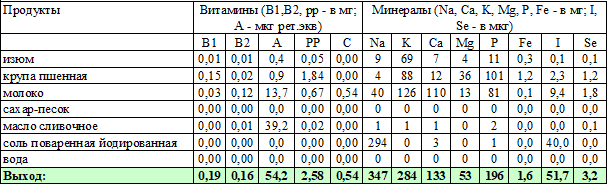 Продукты Витамины (B1,B2, рр - в мг; A - мкг рет.экв) Минералы (Na, Ca, K, Mg, P, Fe - в мг; I, Se - в мкг)
B1 B2 A PP C Na K Ca Mg P Fe I Se
изюм 0,01 0,01 0,4 0,05 0,00 9 69 7 4 11 0,3 0,1 0,1
крупа пшенная 0,15 0,02 0,9 1,84 0,00 4 88 12 36 101 1,2 2,3 1,2
молоко 0,03 0,12 13,7 0,67 0,54 40 126 110 13 81 0,1 9,4 1,8
сахар-песок 0,00 0,00 0,0 0,00 0,00 0 0 0 0 0 0,0 0,0 0,0
масло сливочное 0,00 0,01 39,2 0,02 0,00 1 1 1 0 2 0,0 0,0 0,1
соль поваренная йодированная 0,00 0,00 0,0 0,00 0,00 294 0 3 0 1 0,0 40,0 0,0
вода 0,00 0,00 0,0 0,00 0,00 0 0 0 0 0 0,0 0,0 0,0
Выход: 0,19 0,16 54,2 2,58 0,54 347 284 133 53 196 1,6 51,7 3,2